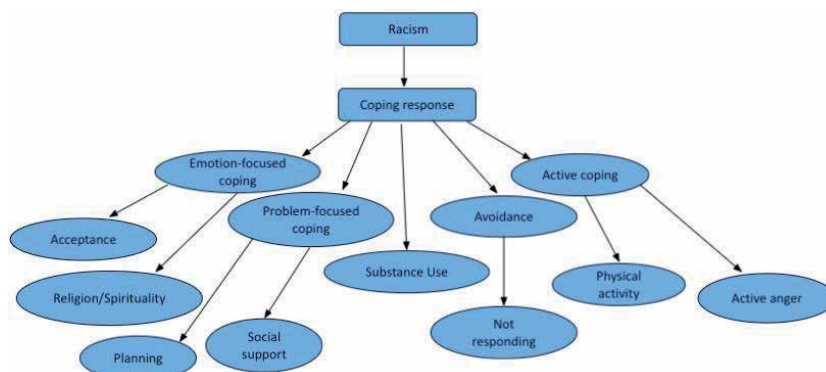 Racism
Coping response
Emotion-focused
coping
Active coping
Problem-focused
coping
Avoidance
Acceptance
Substance Use
Physical
activity
Religion/Spirituality
Active anger
Social
support
Not
responding
Planning